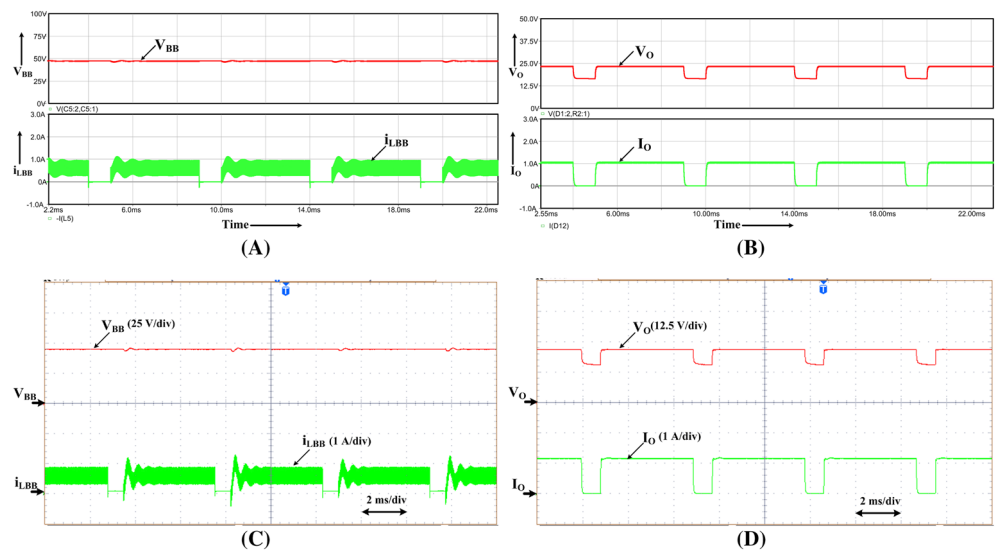 100V
75V
50V
25V
0V
V_BB
V_BB
V(C5:2,C5:1)
3.0A
2.0A
1.0A
0A
-1.0A
i_LBB
i_LBB
2.2ms 6.0ms 10.0ms 14.0ms 18.0ms 22.0ms
-I(L5)
Time
(A)
50.0V
37.5V
25.0V
12.5V
0V
V_O
V_O
V(D1:2,R2:1)
3.0A
2.0A
1.0A
0A
-1.0A
I_O
I_O
2.55ms 6.00ms 10.00ms 14.00ms 18.00ms 22.00ms
I(D12)
Time
(B)
T
V_BB (25 V/div)
V_BB
i_LBB (1 A/div)
i_LBB
2 ms/div
(C)
T
V_O (12.5 V/div)
V_O
I_O (1 A/div)
I_O
2 ms/div
(D)